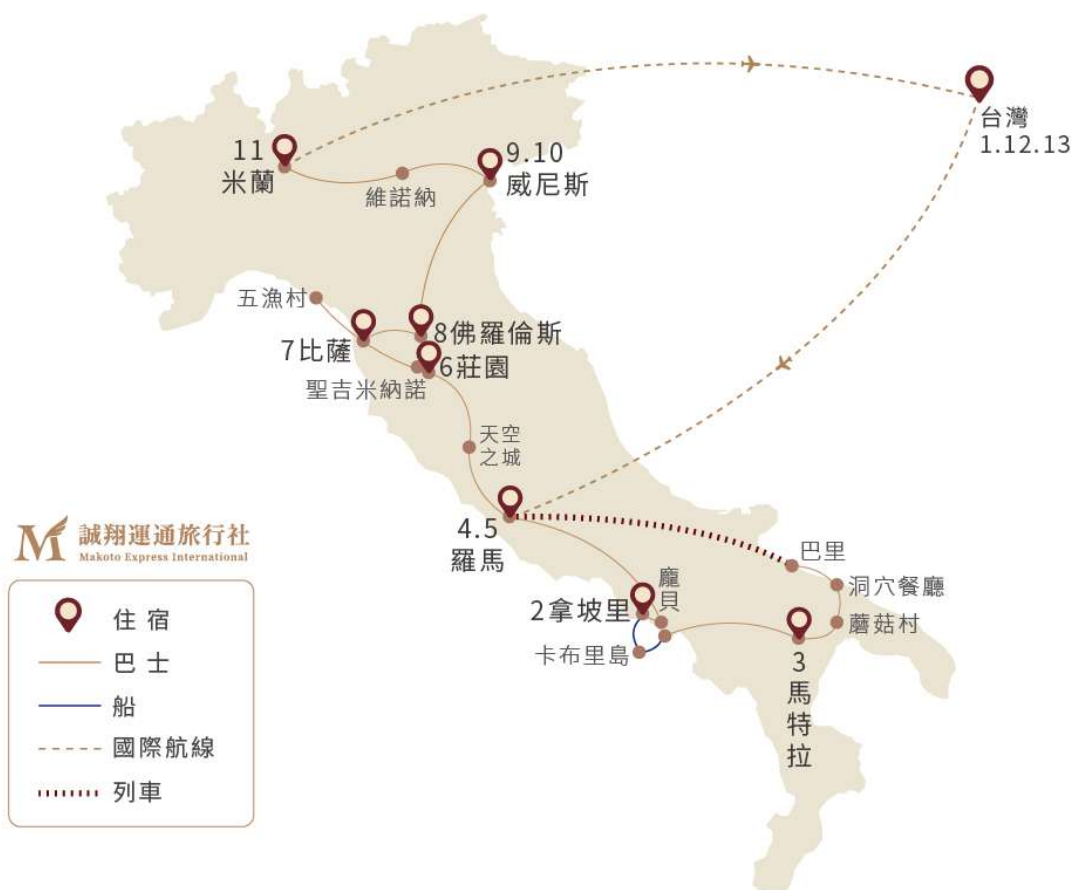 台灣
1.12.13
11
米蘭
維諾納
9.10
威尼斯
五漁村
7比薩
8佛羅倫斯
6莊園
聖吉米納諾
天空
之城
4.5
羅馬
巴里
洞穴餐廳
蘑菇村
龐貝
2拿坡里
卡布里島
3
馬特拉
誠翔運通旅行社
Makoto Express International
住宿
巴士
船
國際航線
列車